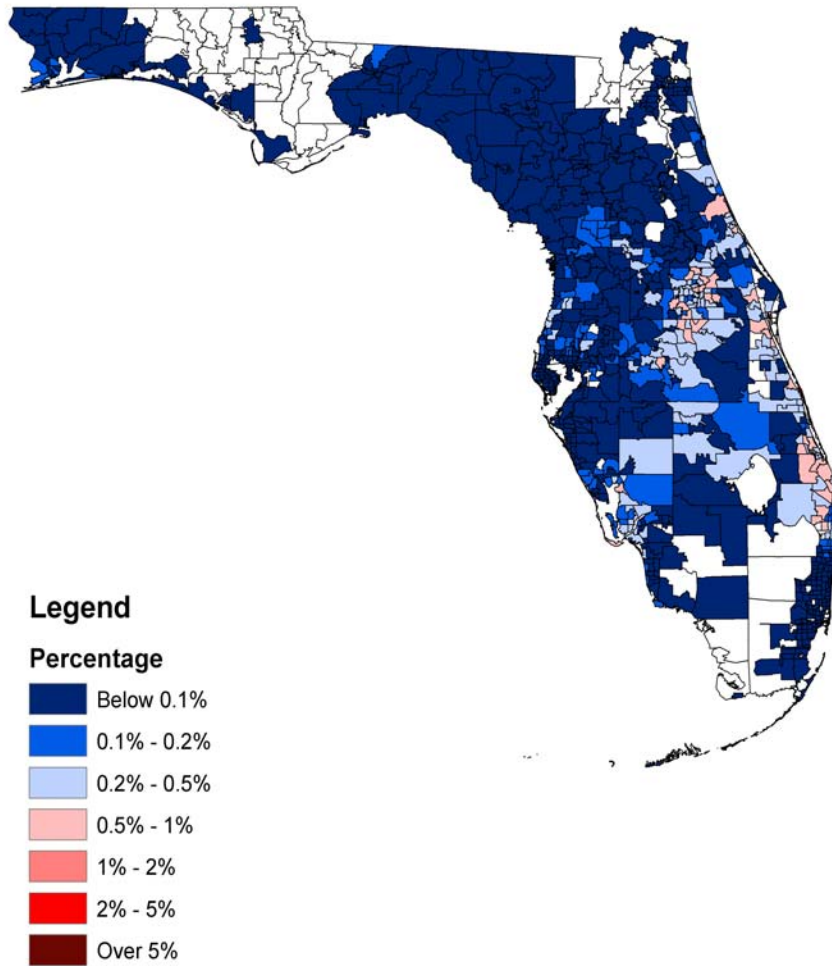 Legend
Percentage
Below 0.1%
0.1% - 0.2%
0.2% - 0.5%
0.5% - 1%
1% - 2%
2% - 5%
Over 5%